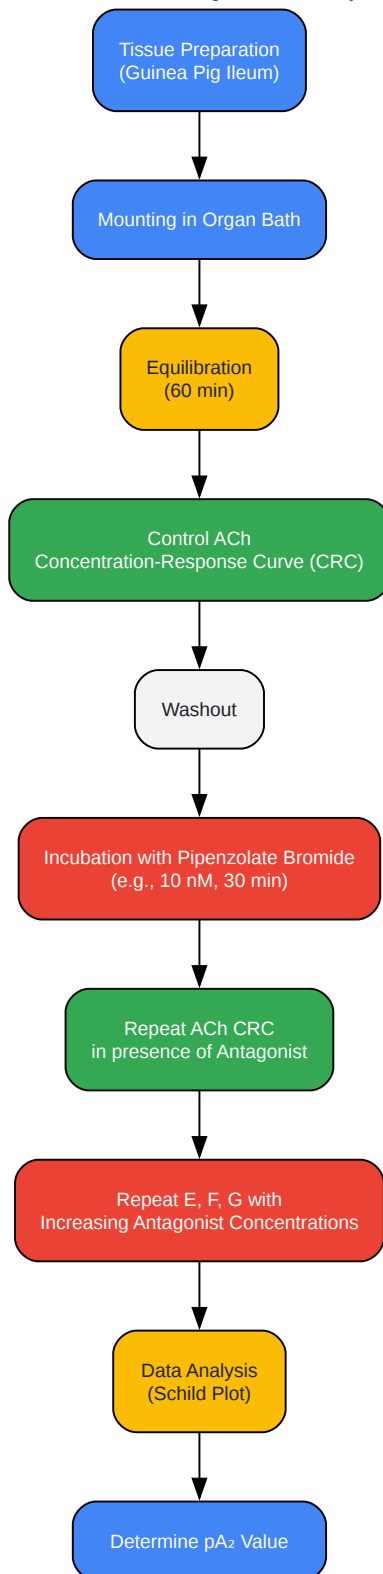 Tissue Preparation
(Guinea Pig Ileum)
Mounting in Organ Bath
Equilibration
(60 min)
Control ACh
Concentration-Response Curve (CRC)
Washout
Incubation with Pipenzolate Bromide
(e.g., 10 nM, 30 min)
Repeat ACh CRC
in presence of Antagonist
Repeat E, F, G with
Increasing Antagonist Concentrations
Data Analysis
(Schild Plot)
Determine pA₂ Value